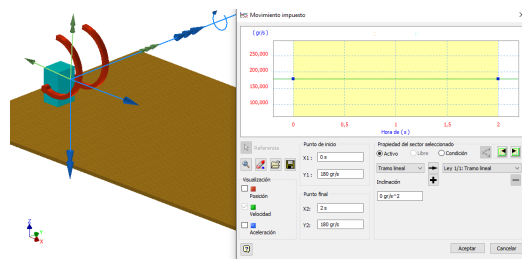 Movimiento impuesto
( gr/s )
250,000
200,000
150,000
100,000
0
0,5
1
1,5
2
Hora de ( s )
Referencia
Visualización
Posición
Velocidad
Aceleración
Punto de inicio
X1:
0 s
Y1:
180 gr/s
Punto final
X2:
2 s
Y2:
180 gr/s
Propiedad del sector seleccionado
Activo
Libre
Condición
Tramo lineal
Ley 1/1: Tramo lineal
Inclinación
0 gr/s^2
Aceptar
Cancelar
Z
Y
X